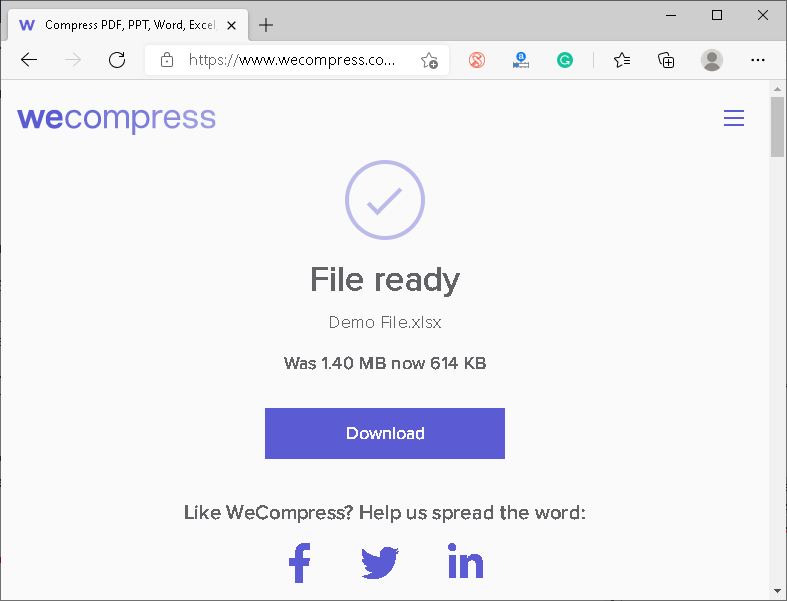 W Compress PDF, PPT, Word, Excel,
https://www.wecompress.co...
wecompress
File ready
Demo File.xlsx
Was 1.40 MB now 614 KB
Download
Like WeCompress? Help us spread the word: